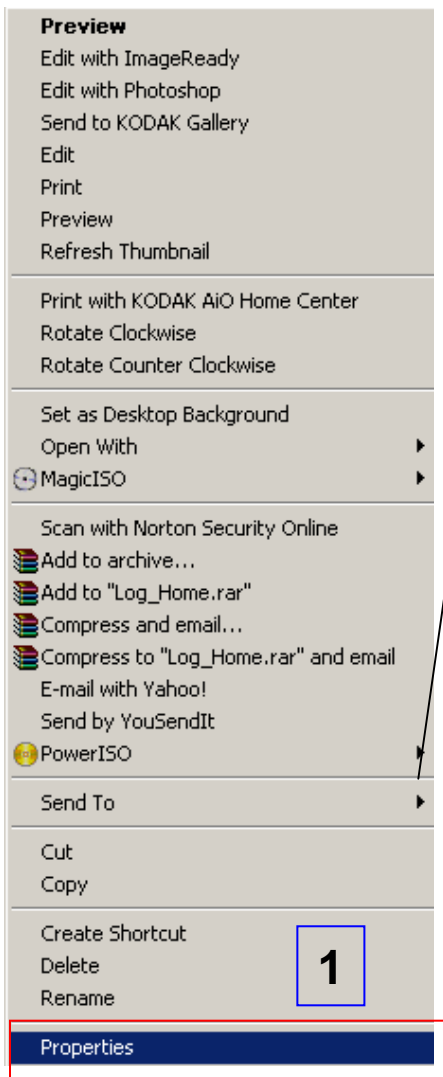 Preview
Edit with ImageReady
Edit with Photoshop
Send to KODAK Gallery
Edit
Print
Preview
Refresh Thumbnail
Print with KODAK AiO Home Center
Rotate Clockwise
Rotate Counter Clockwise
Set as Desktop Background
Open With
MagicISO
Scan with Norton Security Online
Add to archive...
Add to "Log_Home.rar"
Compress and email...
Compress to "Log_Home.rar" and email
E-mail with Yahoo!
Send by YouSendIt
PowerISO
Send To
Cut
Copy
Create Shortcut
Delete
1
Rename
Properties